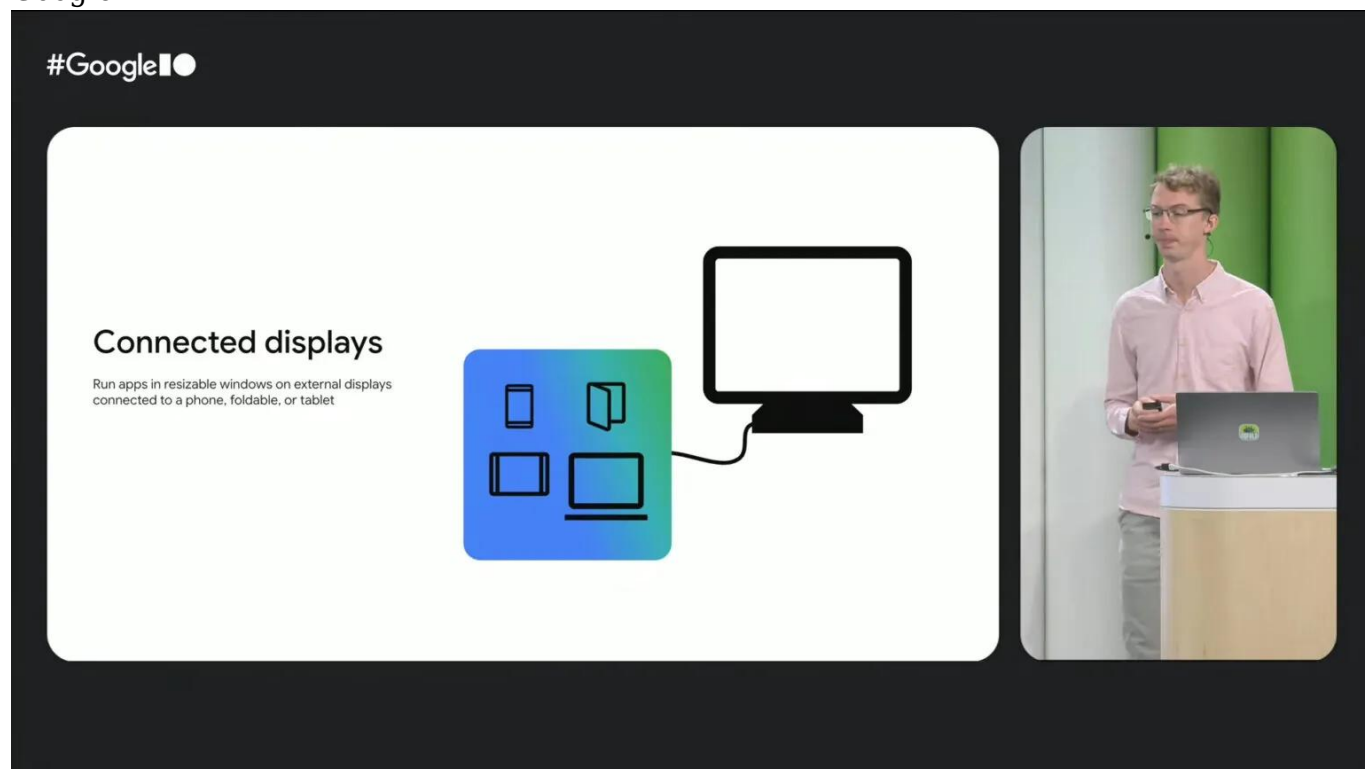 #GoogleIO
Connected displays
Run apps in resizable windows on external displays
connected to a phone, foldable, or tablet